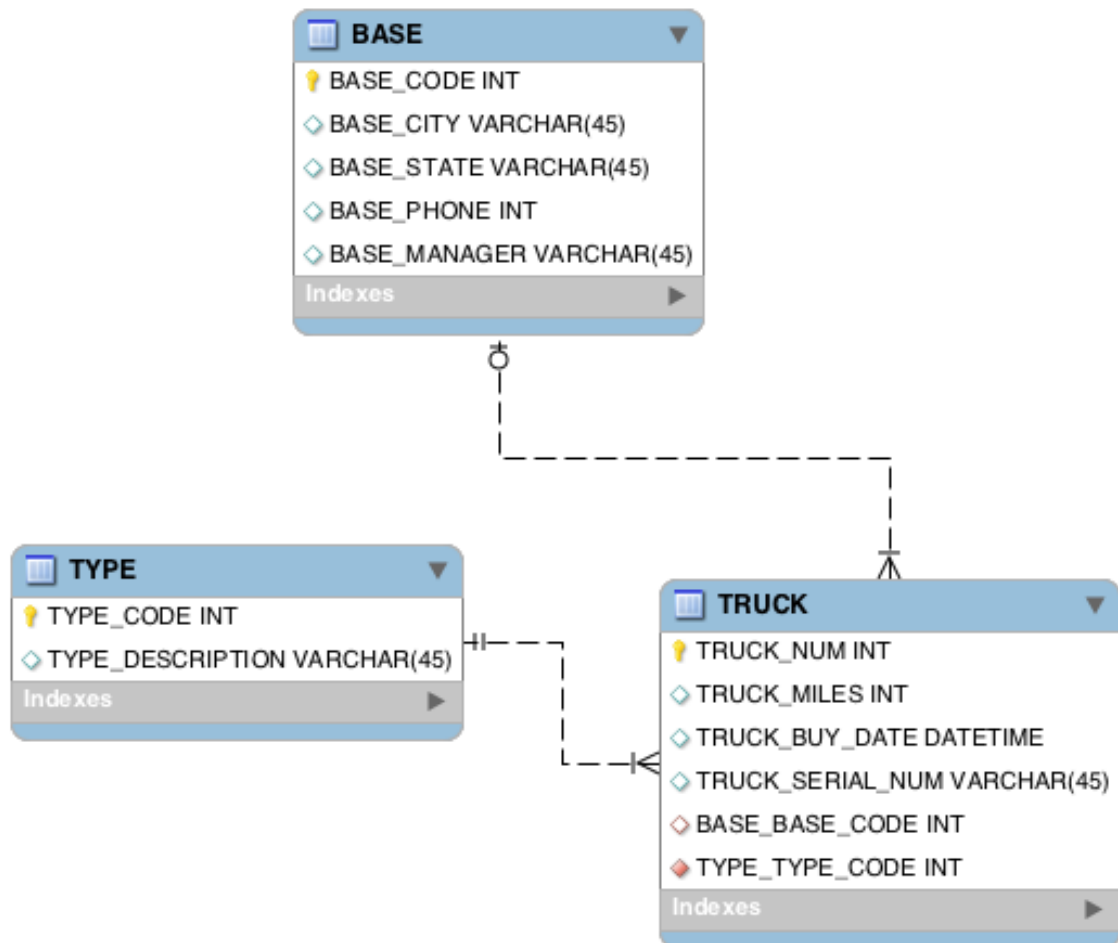 BASE
BASE_CODE INT
BASE_CITY VARCHAR(45)
BASE_STATE VARCHAR(45)
BASE_PHONE INT
BASE_MANAGER VARCHAR(45)
Indexes
TYPE
TYPE_CODE INT
TYPE_DESCRIPTION VARCHAR(45)
Indexes
TRUCK
TRUCK_NUM INT
TRUCK_MILES INT
TRUCK_BUY_DATE DATETIME
TRUCK_SERIAL_NUM VARCHAR(45)
BASE_BASE_CODE INT
TYPE_TYPE_CODE INT
Indexes